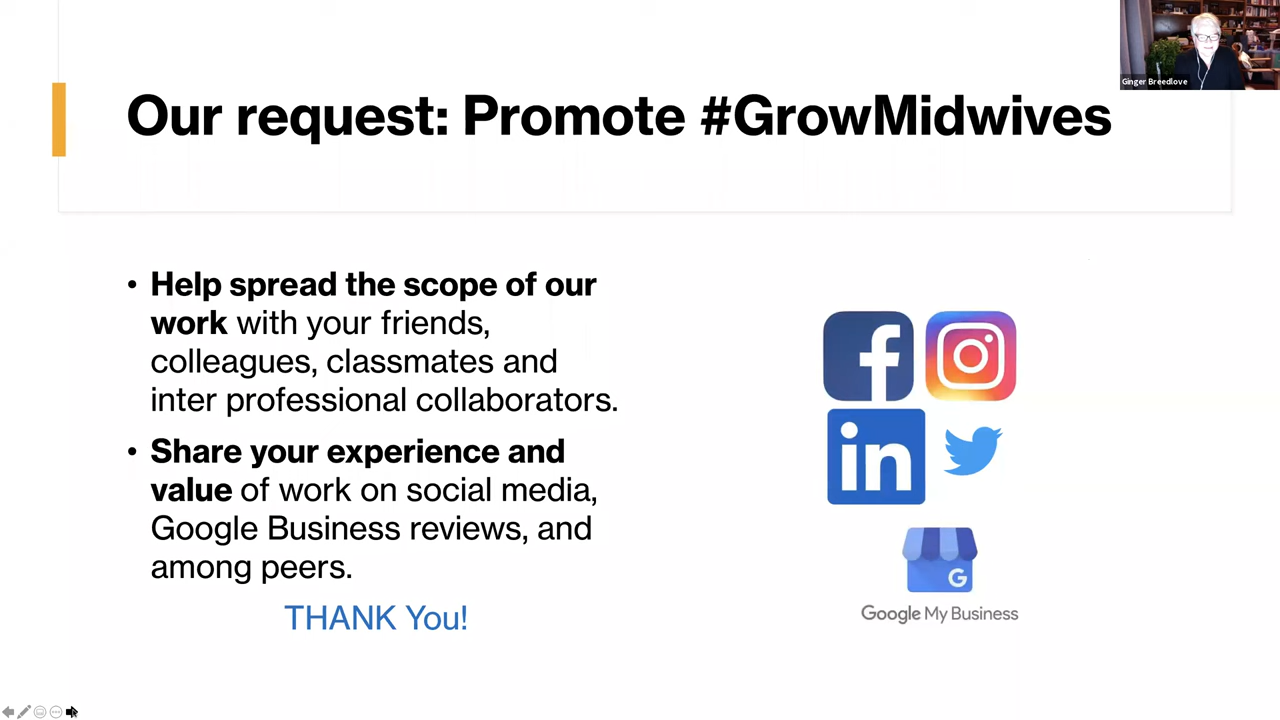 Ginger Breedlove
Our request: Promote #GrowMidwives
• Help spread the scope of our
work with your friends,
colleagues, classmates and
inter professional collaborators.
• Share your experience and
value of work on social media,
Google Business reviews, and
among peers.
THANK You!
f
in
G
Google My Business